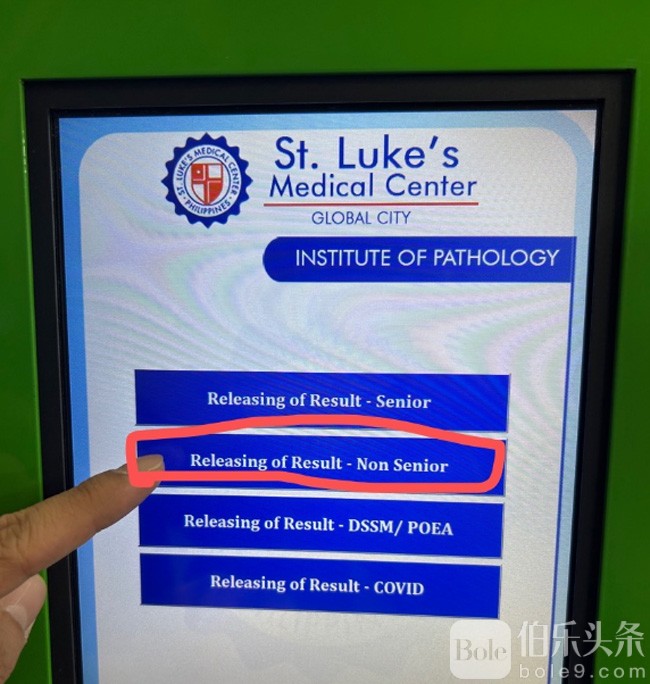 ST. LUKE'S MEDICAL CENTER
PHILIPPINES
St. Luke's
Medical Center
GLOBAL CITY
INSTITUTE OF PATHOLOGY
Releasing of Result - Senior
Releasing of Result - Non Senior
Releasing of Result - DSSM/ POEA
Releasing of Result - COVID
Bole 伯乐头条
bole9.com